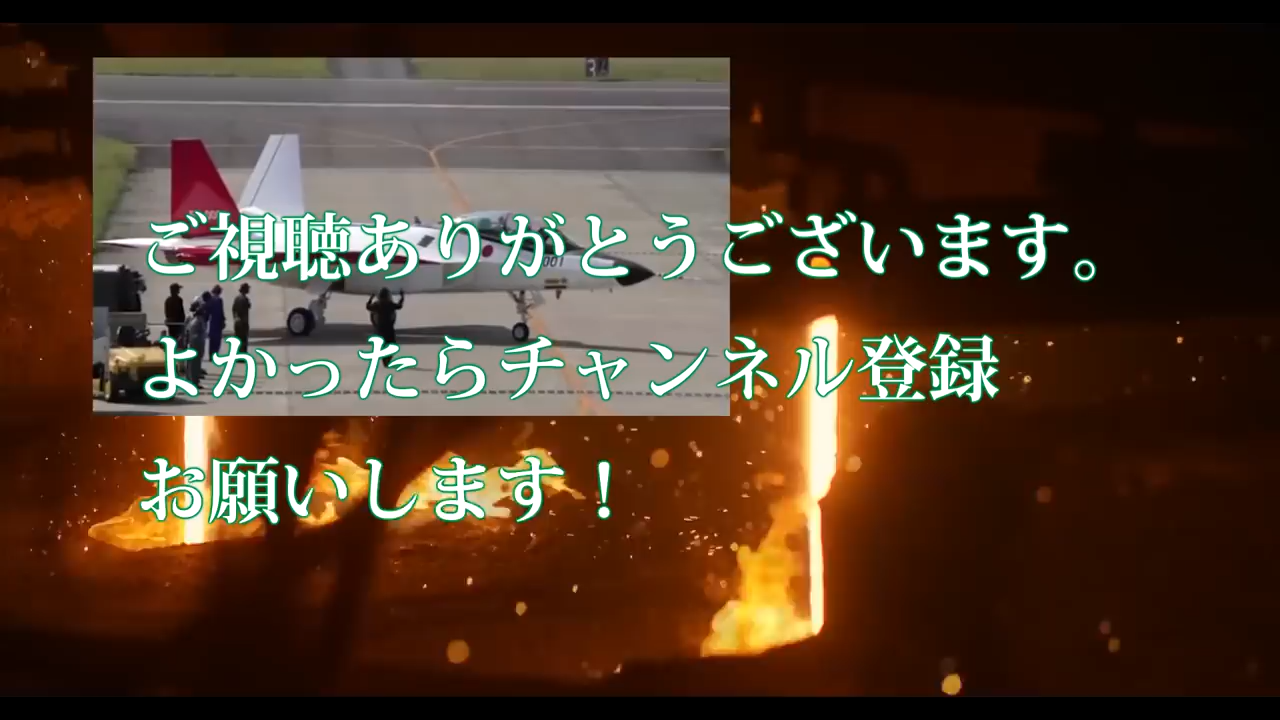 ご視聴ありがとうございます。
よかったらチャンネル登録
お願いします！
001